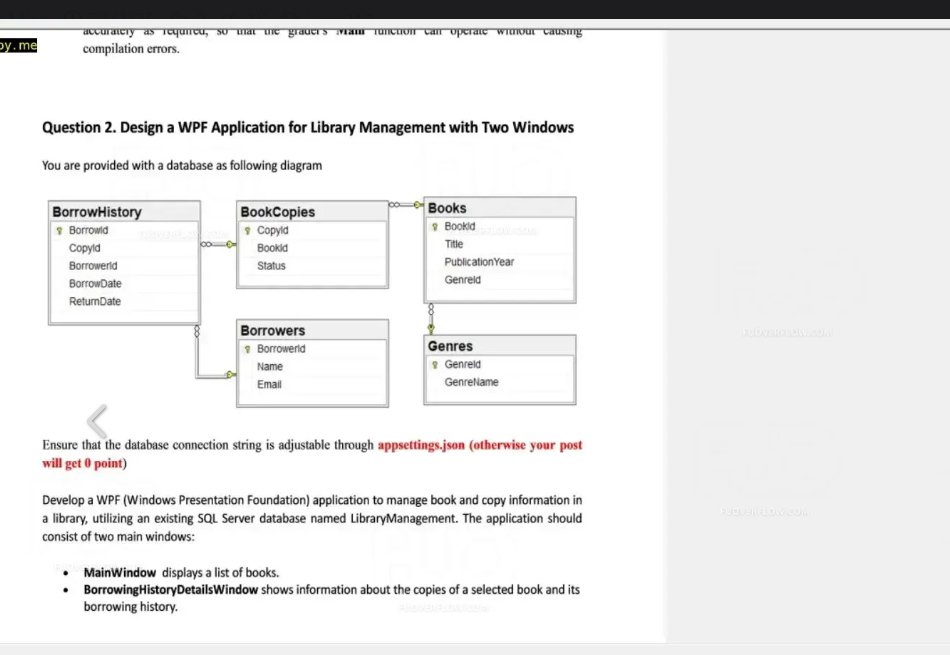 by.me
accurately as required, so that the grader's Main function can operate without causing
compilation errors.
Question 2. Design a WPF Application for Library Management with Two Windows
You are provided with a database as following diagram
BorrowHistory
BorrowId
CopyId
BorrowerId
BorrowDate
ReturnDate
BookCopies
CopyId
BookId
Status
Books
BookId
Title
PublicationYear
GenreId
Borrowers
BorrowerId
Name
Email
Genres
GenreId
GenreName
Ensure that the database connection string is adjustable through appsettings.json (otherwise your post
will get 0 point)
Develop a WPF (Windows Presentation Foundation) application to manage book and copy information in
a library, utilizing an existing SQL Server database named LibraryManagement. The application should
consist of two main windows:
• MainWindow displays a list of books.
• BorrowingHistoryDetailsWindow shows information about the copies of a selected book and its
borrowing history.